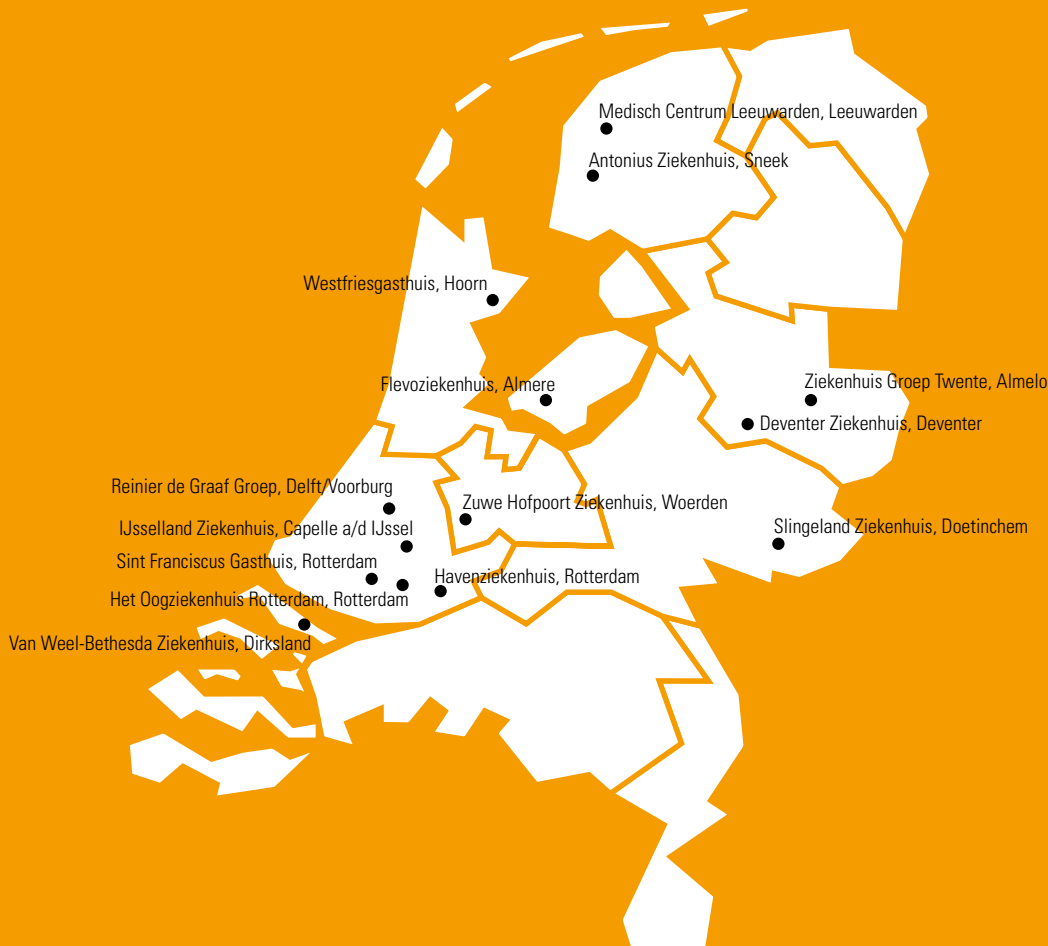 Medisch Centrum Leeuwarden, Leeuwarden
Antonius Ziekenhuis, Sneek
Westfriesgasthuis, Hoorn
Flevoziekenhuis, Almere
Ziekenhuis Groep Twente, Almelo
Deventer Ziekenhuis, Deventer
Reinier de Graaf Groep, Delft/Voorburg
Zuwe Hofpoort Ziekenhuis, Woerden
IJsselland Ziekenhuis, Capelle a/d IJssel
Slingeland Ziekenhuis, Doetinchem
Sint Franciscus Gasthuis, Rotterdam
Havenziekenhuis, Rotterdam
Het Oogziekenhuis Rotterdam, Rotterdam
Van Weel-Bethesda Ziekenhuis, Dirksland